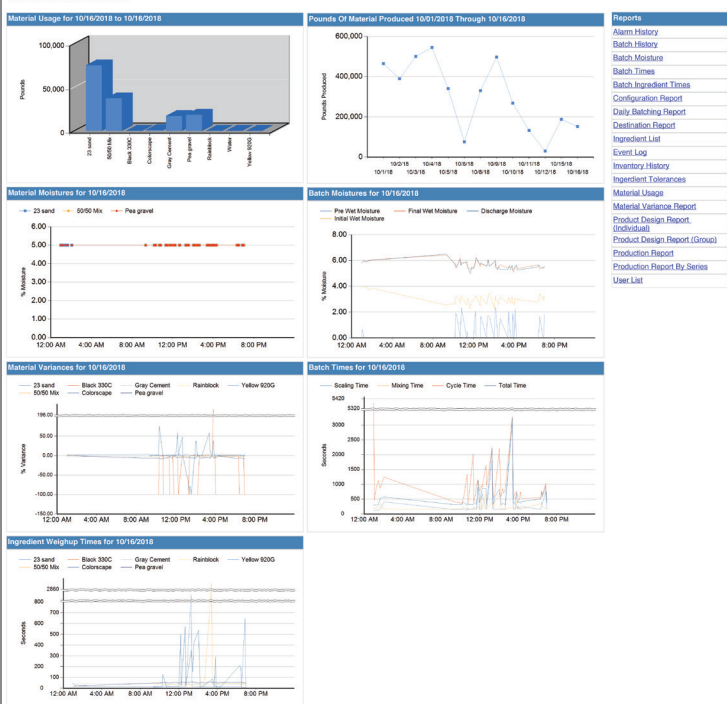 Material Usage for 10/16/2018 to 10/16/2018
100,000
50,000
0
Pounds
23 sand
50/50 Mix
Black 330C
Colorscape
Gray Cement
Pea gravel
Rainblock
Water
Yellow 920G
Pounds Of Material Produced 10/01/2018 Through 10/16/2018
600,000
400,000
200,000
0
Pounds Produced
10/2/18 10/4/18 10/6/18 10/9/18 10/11/18 10/15/18
10/1/18 10/3/18 10/5/18 10/8/18 10/10/18 10/12/18 10/16/18
Reports
Alarm History
Batch History
Batch Moisture
Batch Times
Batch Ingredient Times
Configuration Report
Daily Batching Report
Destination Report
Ingredient List
Event Log
Inventory History
Ingerdient Tolerances
Material Usage
Material Variance Report
Product Design Report
(Individual)
Product Design Report (Group)
Production Report
Production Report By Series
User List
Material Moistures for 10/16/2018
23 sand 50/50 Mix Pea gravel
6.00
5.00
4.00
3.00
2.00
1.00
0.00
% Moisture
12:00 AM 4:00 AM 8:00 AM 12:00 PM 4:00 PM 8:00 PM
Batch Moistures for 10/16/2018
Pre Wet Moisture Final Wet Moisture Discharge Moisture
Initial Wet Moisture
8.00
6.00
4.00
2.00
0.00
% Moisture
12:00 AM 4:00 AM 8:00 AM 12:00 PM 4:00 PM 8:00 PM
Material Variances for 10/16/2018
23 sand Black 330C Gray Cement Rainblock Yellow 920G
50/50 Mix Colorscape Pea gravel
198.00
50.00
0.00
-50.00
-100.00
-150.00
% Variance
12:00 AM 4:00 AM 8:00 AM 12:00 PM 4:00 PM 8:00 PM
Batch Times for 10/16/2018
Scaling Time Mixing Time Cycle Time Total Time
5420
5320
3000
2500
2000
1500
1000
500
0
Seconds
12:00 AM 4:00 AM 8:00 AM 12:00 PM 4:00 PM 8:00 PM
Ingredient Weighup Times for 10/16/2018
23 sand Black 330C Gray Cement Rainblock Yellow 920G
50/50 Mix Colorscape Pea gravel
2860
800
700
600
500
400
300
200
100
0
Seconds
12:00 AM 4:00 AM 8:00 AM 12:00 PM 4:00 PM 8:00 PM